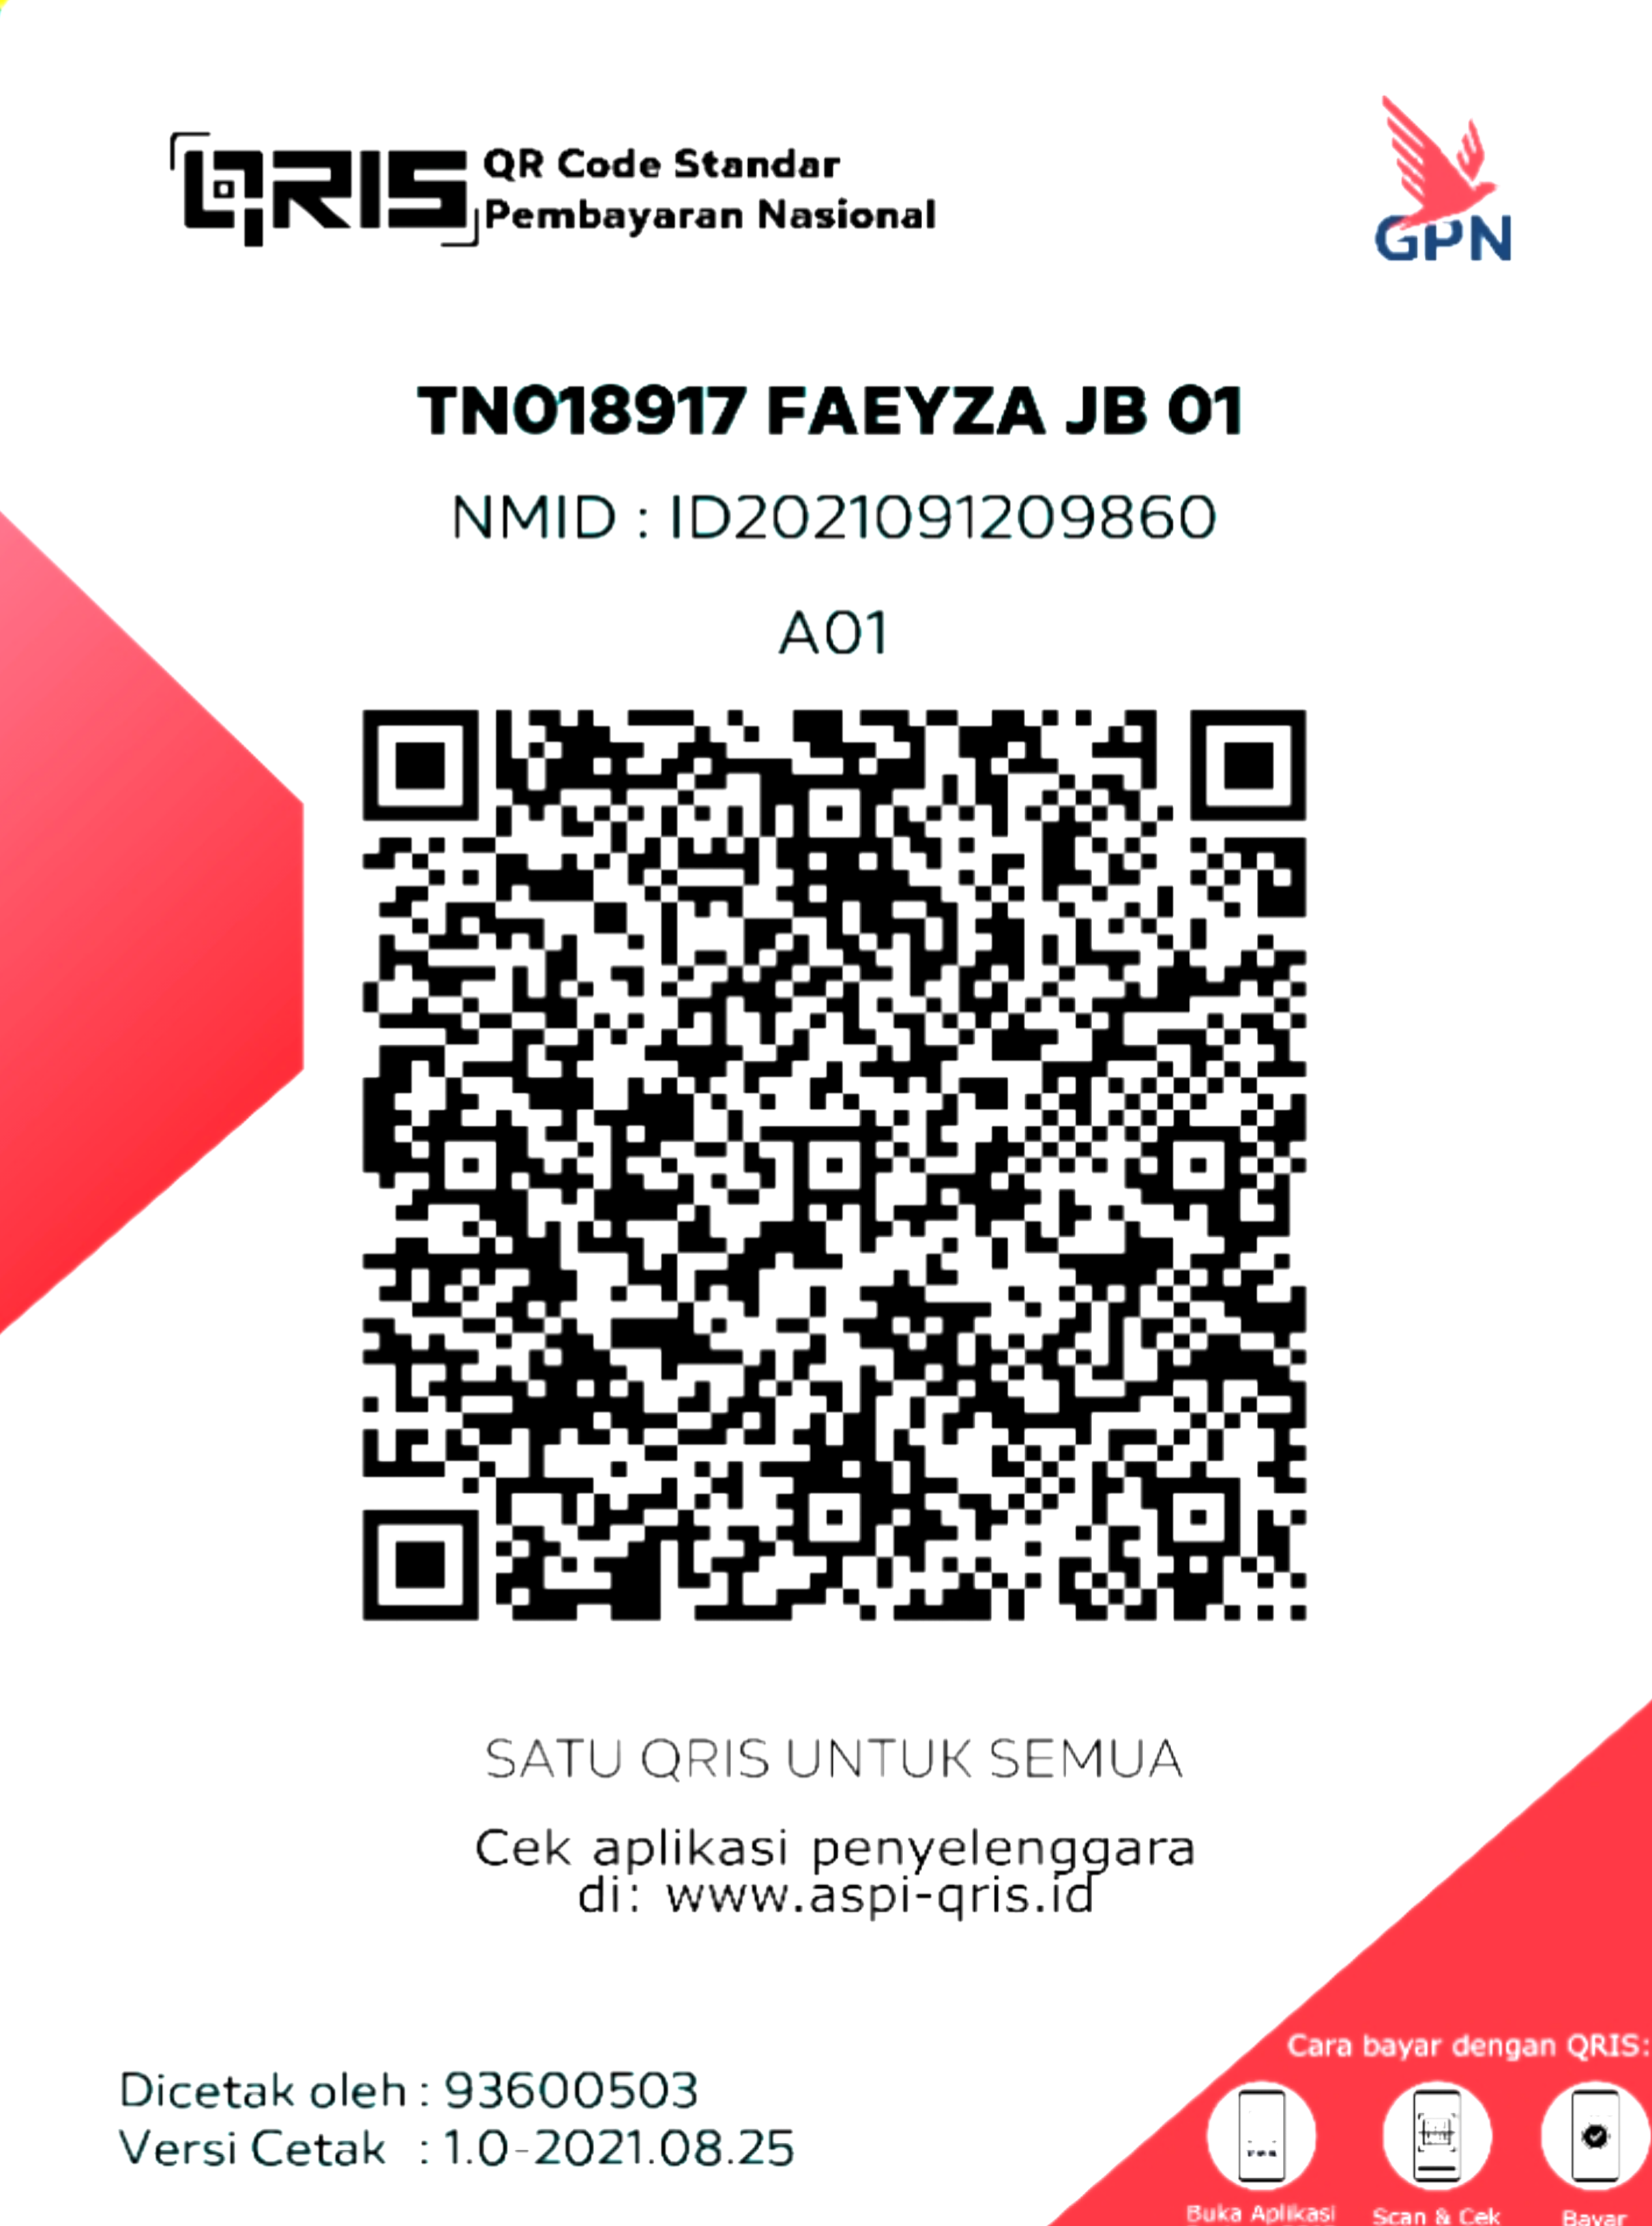 QRIS QR Code Standar
Pembayaran Nasional
GPN
TN018917 FAEYZA JB 01
NMID : ID2021091209860
A01
SATU QRIS UNTUK SEMUA
Cek aplikasi penyelenggara
di: www.aspi-qris.id
Dicetak oleh : 93600503
Versi Cetak : 1.0-2021.08.25
Cara bayar dengan QRIS:
Buka Aplikasi
Scan & Cek
Bayar